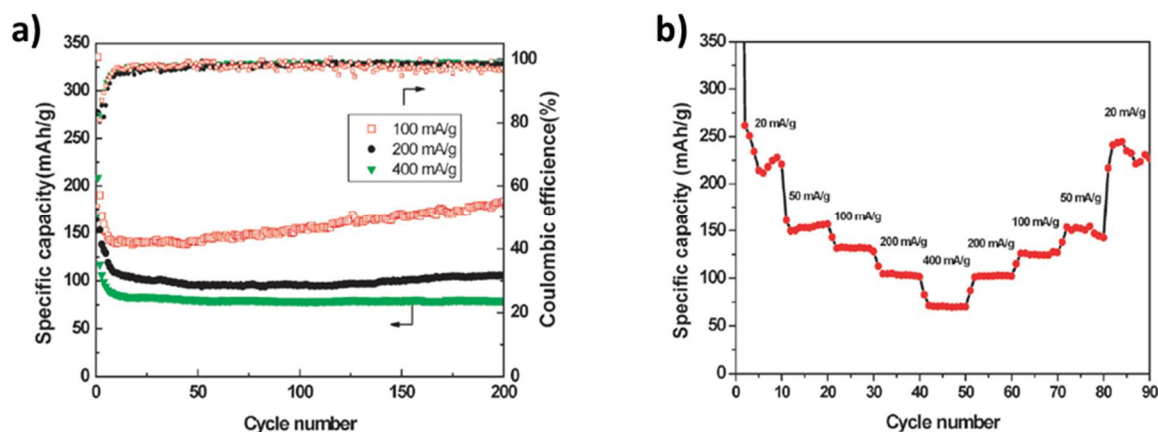 a)
350
300
250
200
150
100
50
0
Specific capacity(mAh/g)
100
80
60
40
20
0
Coulombic efficience(%)
100 mA/g
200 mA/g
400 mA/g
0 50 100 150 200
Cycle number
b)
350
300
250
200
150
100
50
0
Specific capacity (mAh/g)
20 mA/g
50 mA/g
100 mA/g
200 mA/g
400 mA/g
200 mA/g
100 mA/g
50 mA/g
20 mA/g
0 10 20 30 40 50 60 70 80 90
Cycle number